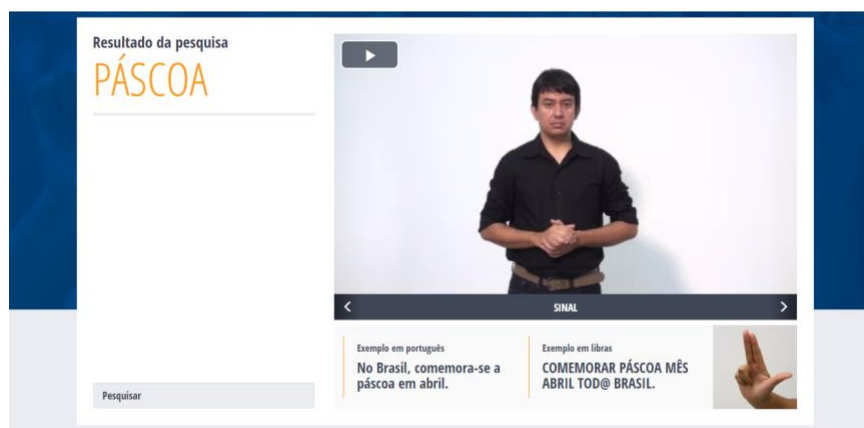 Resultado da pesquisa
PÁSCOA
SINAL
Exemplo em português
No Brasil, comemora-se a
páscoa em abril.
Exemplo em libras
COMEMORAR PÁSCOA MÊS
ABRIL TOD@ BRASIL.
Pesquisar